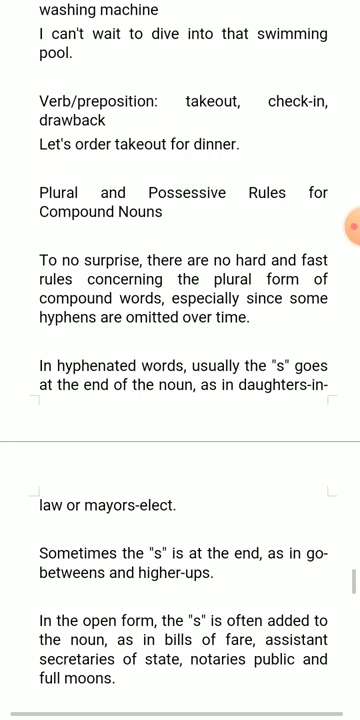 washing machine
I can't wait to dive into that swimming
pool.
Verb/preposition: takeout, check-in,
drawback
Let's order takeout for dinner.
Plural and Possessive Rules for
Compound Nouns
To no surprise, there are no hard and fast
rules concerning the plural form of
compound words, especially since some
hyphens are omitted over time.
In hyphenated words, usually the "s" goes
at the end of the noun, as in daughters-in-
law or mayors-elect.
Sometimes the "s" is at the end, as in go-
betweens and higher-ups.
In the open form, the "s" is often added to
the noun, as in bills of fare, assistant
secretaries of state, notaries public and
full moons.